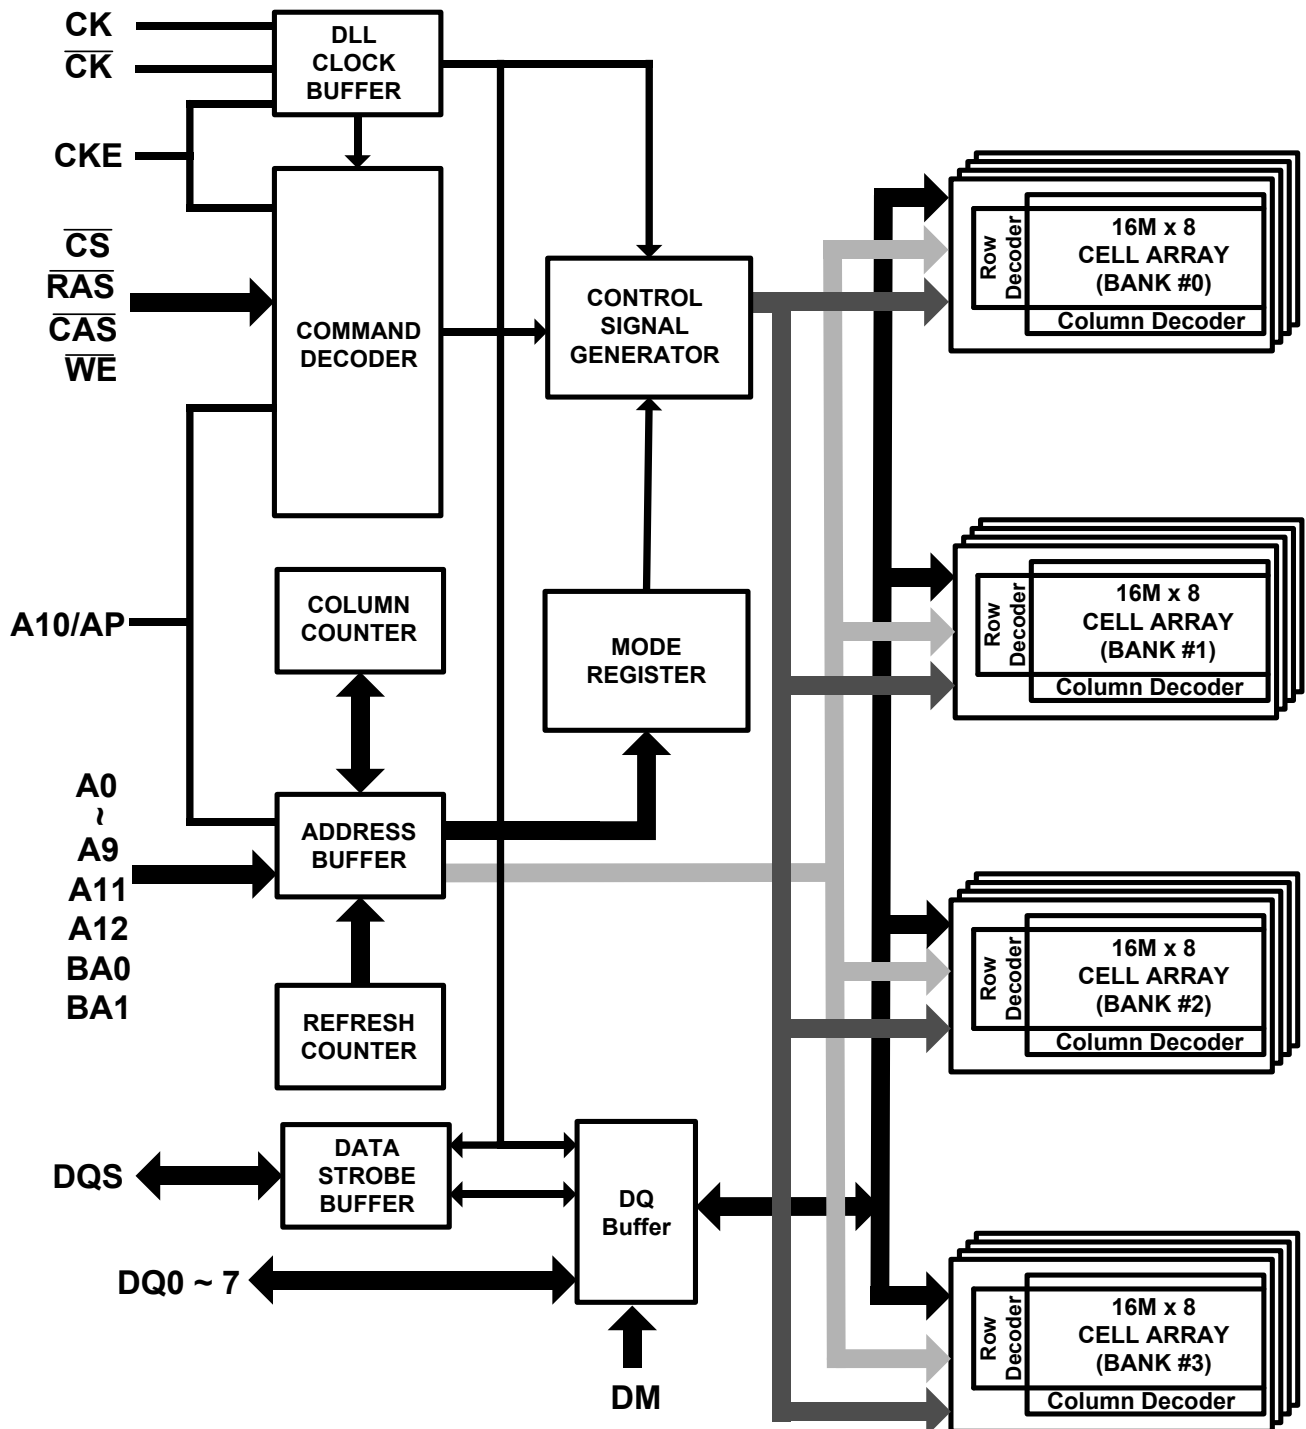 CK
CK
CKE
CS
RAS
CAS
WE
A10/AP
A0
~
A9
A11
A12
BA0
BA1
DQS
DQ0 ~ 7
DM
DLL
CLOCK
BUFFER
COMMAND
DECODER
CONTROL
SIGNAL
GENERATOR
COLUMN
COUNTER
MODE
REGISTER
ADDRESS
BUFFER
REFRESH
COUNTER
DATA
STROBE
BUFFER
DQ
Buffer
Row
Decoder
16M x 8
CELL ARRAY
(BANK #0)
Column Decoder
Row
Decoder
16M x 8
CELL ARRAY
(BANK #1)
Column Decoder
Row
Decoder
16M x 8
CELL ARRAY
(BANK #2)
Column Decoder
Row
Decoder
16M x 8
CELL ARRAY
(BANK #3)
Column Decoder